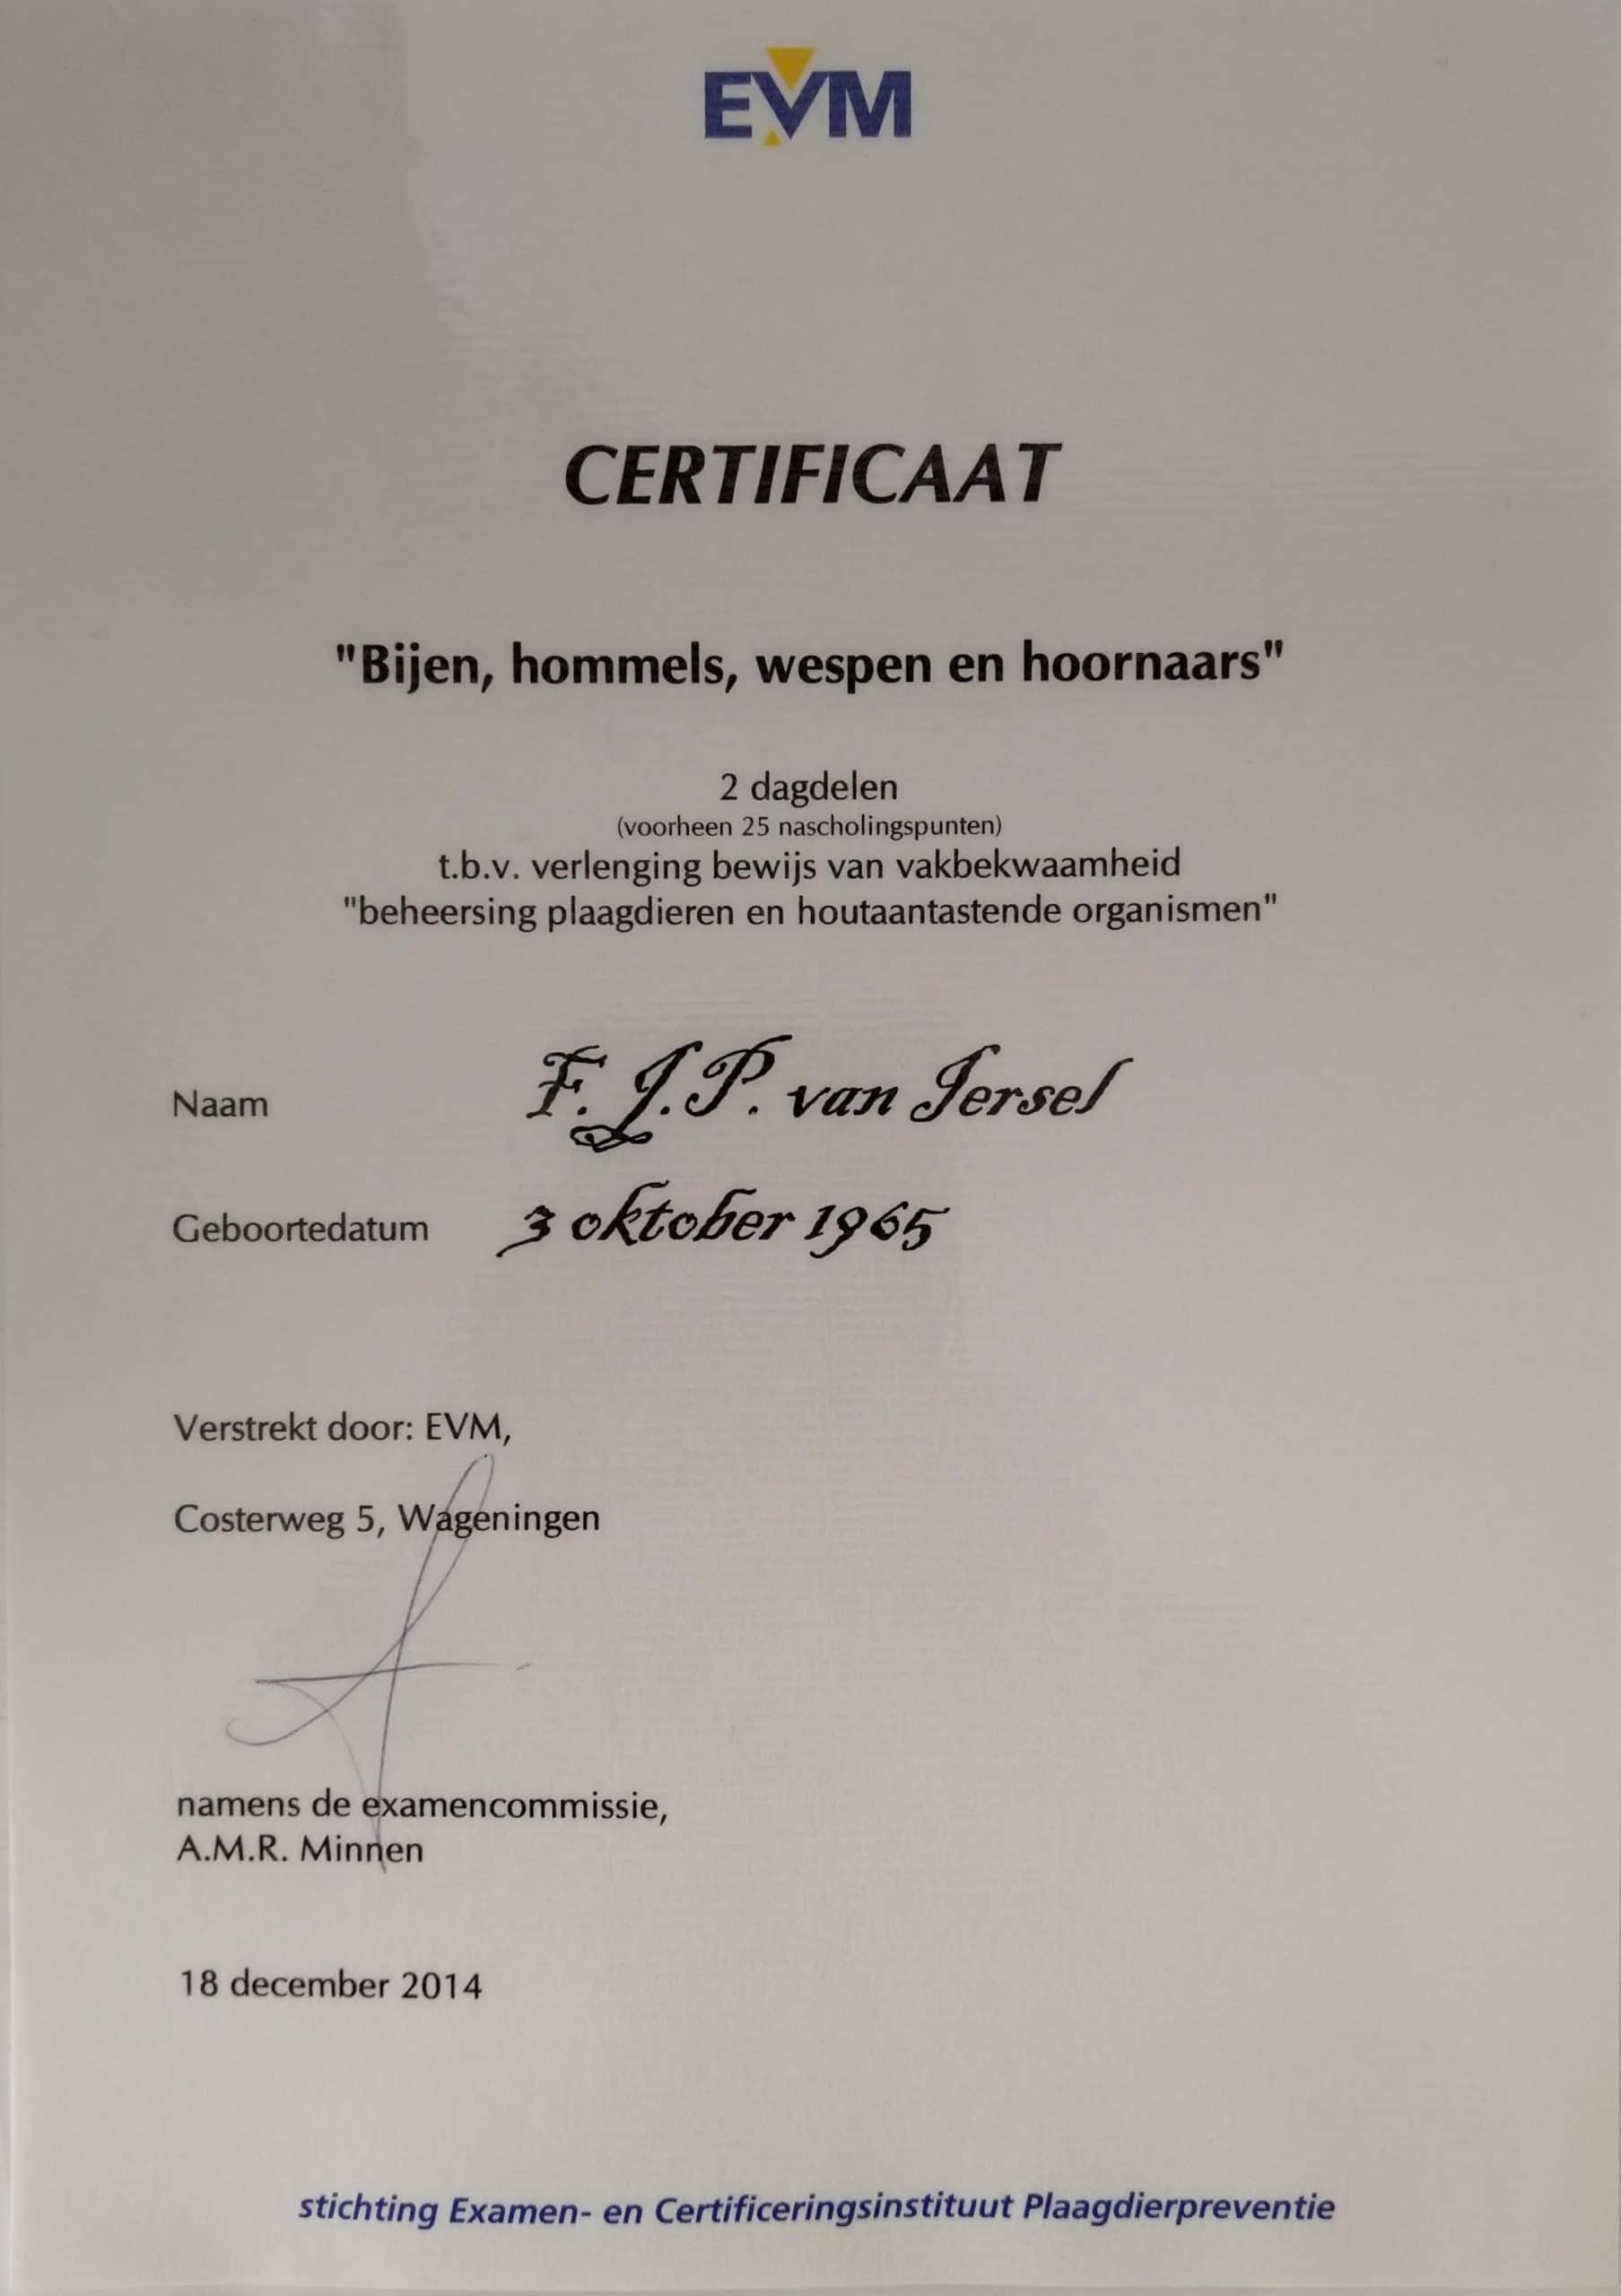 EVM
CERTIFICAAT
"Bijen, hommels, wespen en hoornaars"
2 dagdelen
(voorheen 25 nascholingspunten)
t.b.v. verlenging bewijs van vakbekwaamheid
"beheersing plaagdieren en houtaantastende organismen"
Naam F. J.P. van Iersel
Geboortedatum 3 oktober 1965
Verstrekt door: EVM,
Costerweg 5, Wageningen
namens de examencommissie,
A.M.R. Minnen
18 december 2014
stichting Examen- en Certificeringsinstituut Plaagdierpreventie